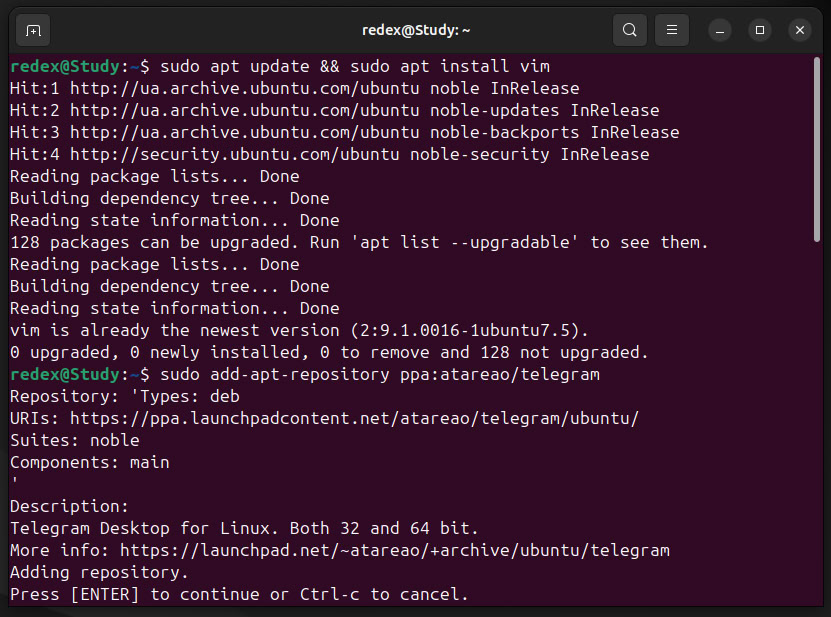 redex@Study: ~
redex@Study:~$ sudo apt update && sudo apt install vim
Hit:1 http://ua.archive.ubuntu.com/ubuntu noble InRelease
Hit:2 http://ua.archive.ubuntu.com/ubuntu noble-updates InRelease
Hit:3 http://ua.archive.ubuntu.com/ubuntu noble-backports InRelease
Hit:4 http://security.ubuntu.com/ubuntu noble-security InRelease
Reading package lists... Done
Building dependency tree... Done
Reading state information... Done
128 packages can be upgraded. Run 'apt list --upgradable' to see them.
Reading package lists... Done
Building dependency tree... Done
Reading state information... Done
vim is already the newest version (2:9.1.0016-1ubuntu7.5).
0 upgraded, 0 newly installed, 0 to remove and 128 not upgraded.
redex@Study:~$ sudo add-apt-repository ppa:atareao/telegram
Repository: 'Types: deb
URIs: https://ppa.launchpadcontent.net/atareao/telegram/ubuntu/
Suites: noble
Components: main
'
Description:
Telegram Desktop for Linux. Both 32 and 64 bit.
More info: https://launchpad.net/~atareao/+archive/ubuntu/telegram
Adding repository.
Press [ENTER] to continue or Ctrl-c to cancel.